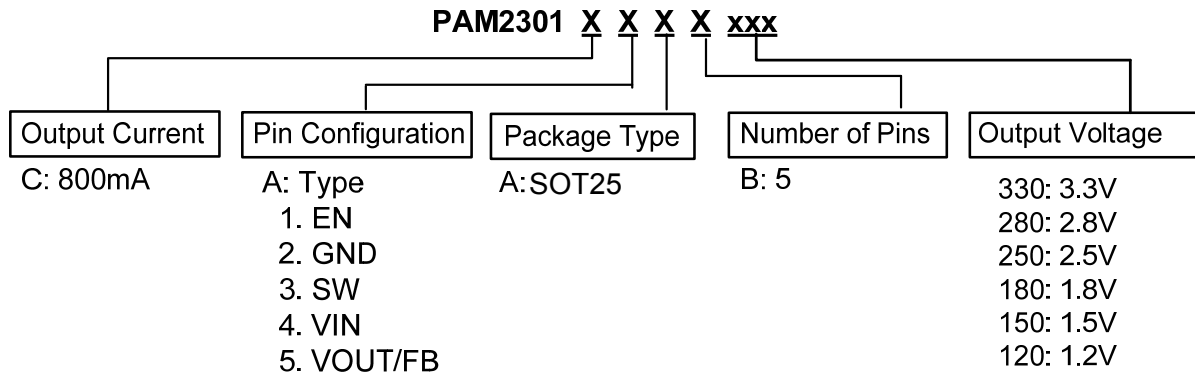 PAM2301 X X X X xxx
Output Current
Pin Configuration
Package Type
Number of Pins
Output Voltage
C: 800mA
A: Type
1. EN
2. GND
3. SW
4. VIN
5. VOUT/FB
A:SOT25
B: 5
330: 3.3V
280: 2.8V
250: 2.5V
180: 1.8V
150: 1.5V
120: 1.2V